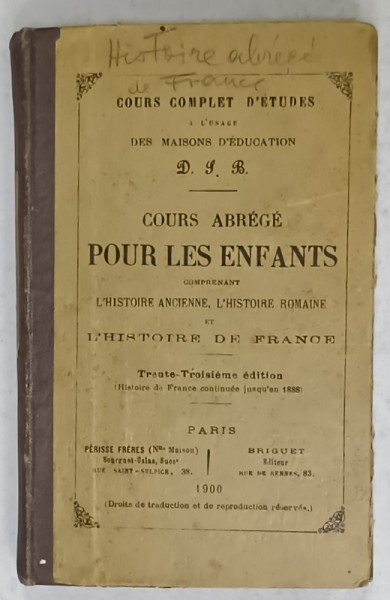 Histoire abrégé
de France
COURS COMPLET D'ÉTUDES
A L'USAGE
DES MAISONS D'ÉDUCATION
D. S. B.
COURS ABRÉGÉ
POUR LES ENFANTS
COMPRENANT
L'HISTOIRE ANCIENNE, L'HISTOIRE ROMAINE
ET
L'HISTOIRE DE FRANCE
Trente-Troisième édition
(Histoire de France continuée jusqu'en 1888)
PARIS
PÉRISSE FRÈRES (Nlle Maison)
Bourguet-Calas, Succr
RUE SAINT-SULPICE, 38.
BRIGUET
Éditeur
RUE DE RENNES, 83.
1900
(Droits de traduction et de reproduction réservés.)